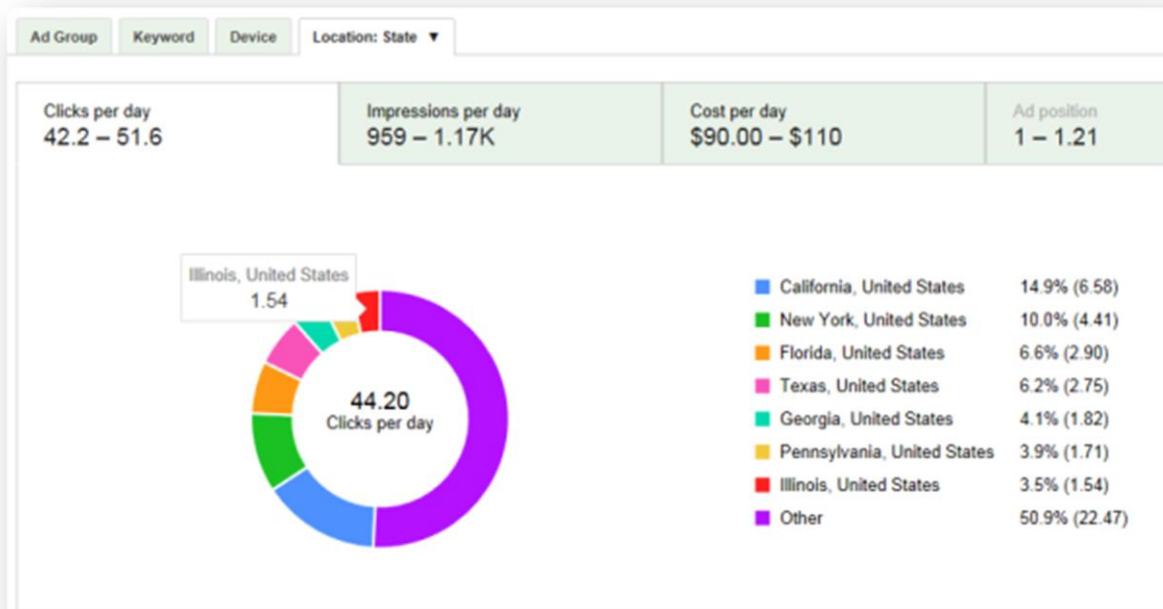 Ad Group Keyword Device Location: State ▼
Clicks per day
42.2 – 51.6
Impressions per day
959 – 1.17K
Cost per day
$90.00 – $110
Ad position
1 – 1.21
Illinois, United States
1.54
44.20
Clicks per day
California, United States 14.9% (6.58)
New York, United States 10.0% (4.41)
Florida, United States 6.6% (2.90)
Texas, United States 6.2% (2.75)
Georgia, United States 4.1% (1.82)
Pennsylvania, United States 3.9% (1.71)
Illinois, United States 3.5% (1.54)
Other 50.9% (22.47)